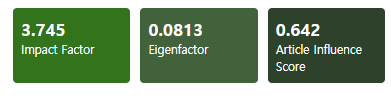 3.745
Impact Factor
0.0813
Eigenfactor
0.642
Article Influence
Score